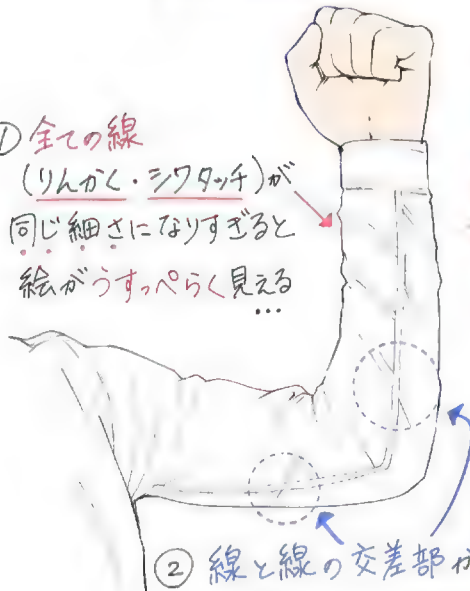 ① 全ての線
(りんかく・シワタッチ)が
同じ細さになりすぎると
絵がうすっぺらく見える
…
② 線と線の交差部が